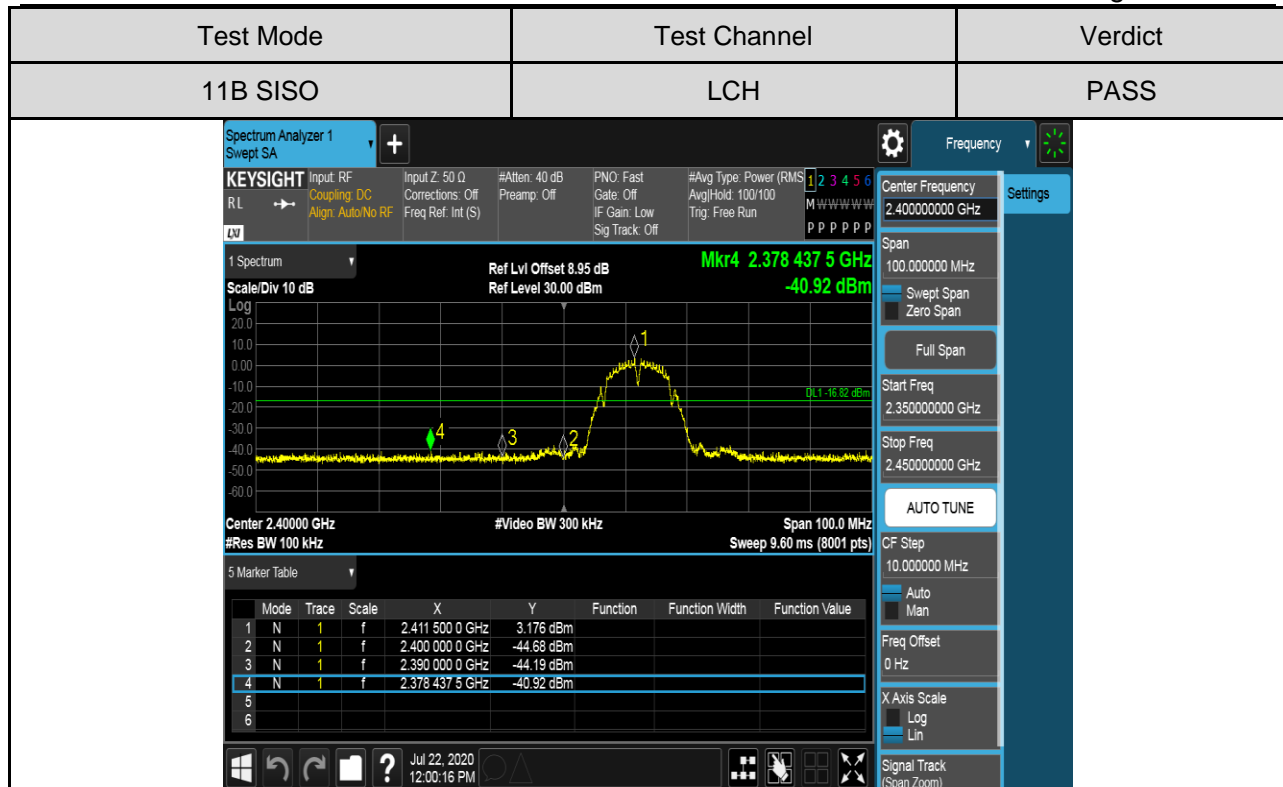 Test Mode Test Channel Verdict
11B SISO LCH PASS
Spectrum Analyzer 1
Swept SA
+
Frequency
KEYSIGHT Input: RF Input Z: 50 Ω #Atten: 40 dB PNO: Fast #Avg Type: Power (RMS 1 2 3 4 5 6
RL Coupling: DC Corrections: Off Preamp: Off Gate: Off Avg|Hold: 100/100 M W W W W W
Align: Auto/No RF Freq Ref: Int (S) IF Gain: Low Trig: Free Run
LXI Sig Track: Off P P P P P P
1 Spectrum
Ref Lvl Offset 8.95 dB Mkr4 2.378 437 5 GHz
Scale/Div 10 dB Ref Level 30.00 dBm -40.92 dBm
Log
20.0
10.0
0.00
-10.0
-20.0
-30.0
-40.0
-50.0
-60.0
1
DL1 -16.82 dBm
4 3 2
Center 2.40000 GHz #Video BW 300 kHz Span 100.0 MHz
#Res BW 100 kHz Sweep 9.60 ms (8001 pts)
5 Marker Table
Mode Trace Scale X Y Function Function Width Function Value
1 N 1 f 2.411 500 0 GHz 3.176 dBm
2 N 1 f 2.400 000 0 GHz -44.68 dBm
3 N 1 f 2.390 000 0 GHz -44.19 dBm
4 N 1 f 2.378 437 5 GHz -40.92 dBm
5
6
? Jul 22, 2020
12:00:16 PM
Center Frequency
2.400000000 GHz
Settings
Span
100.000000 MHz
Swept Span
Zero Span
Full Span
Start Freq
2.350000000 GHz
Stop Freq
2.450000000 GHz
AUTO TUNE
CF Step
10.000000 MHz
Auto
Man
Freq Offset
0 Hz
X Axis Scale
Log
Lin
Signal Track
(Span Zoom)